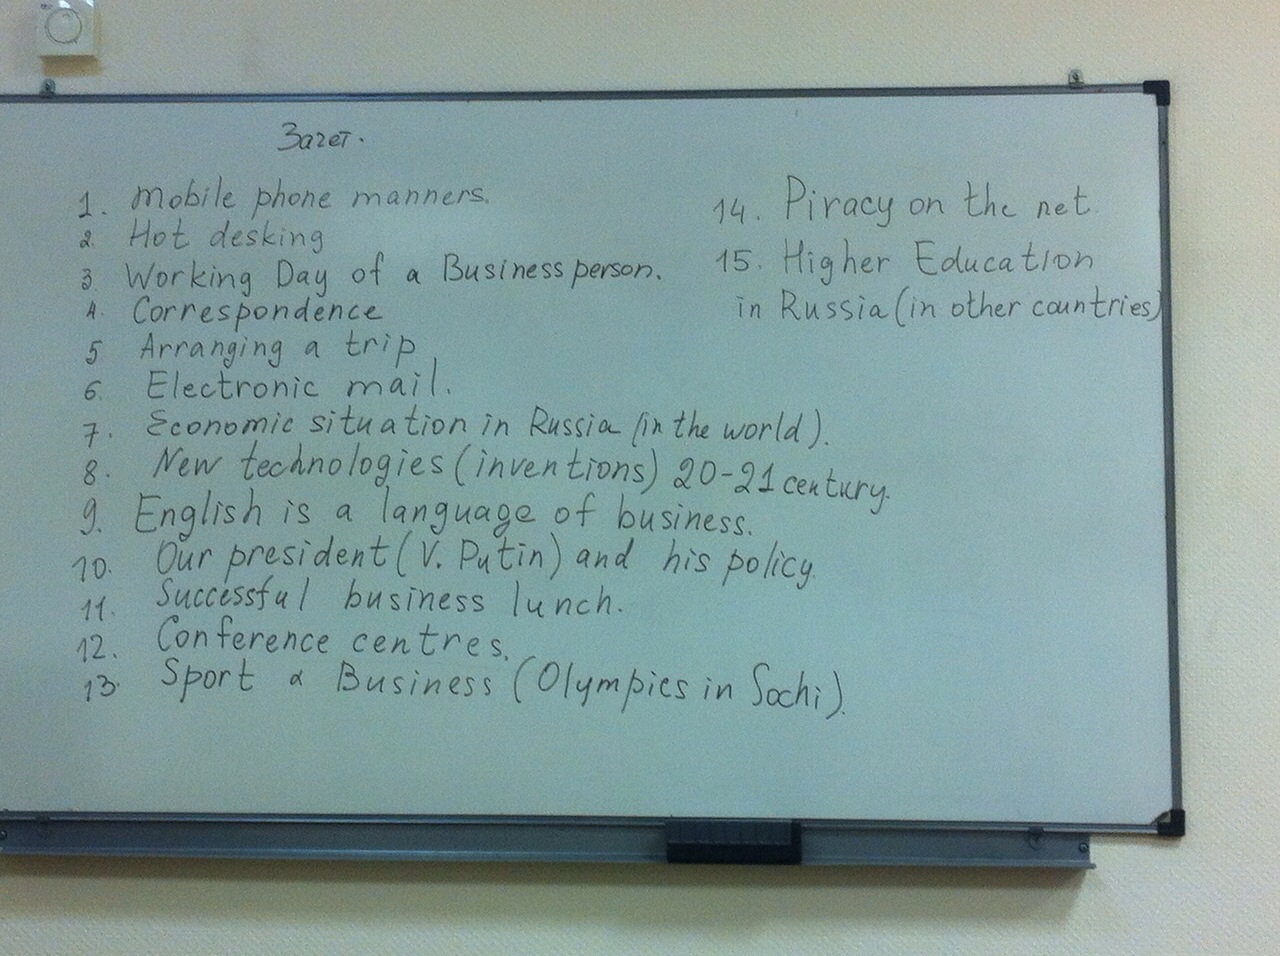 Зачет.
1. Mobile phone manners.
2. Hot desking
3. Working Day of a Business person.
4. Correspondence
5 Arranging a trip
6. Electronic mail.
7. Economic situation in Russia (in the world).
8. New technologies (inventions) 20-21 century.
9. English is a language of business.
10. Our president (V. Putin) and his policy.
11. Successful business lunch.
12. Conference centres.
13. Sport & Business (Olympics in Sochi).
14. Piracy on the net.
15. Higher Education
in Russia (in other countries)